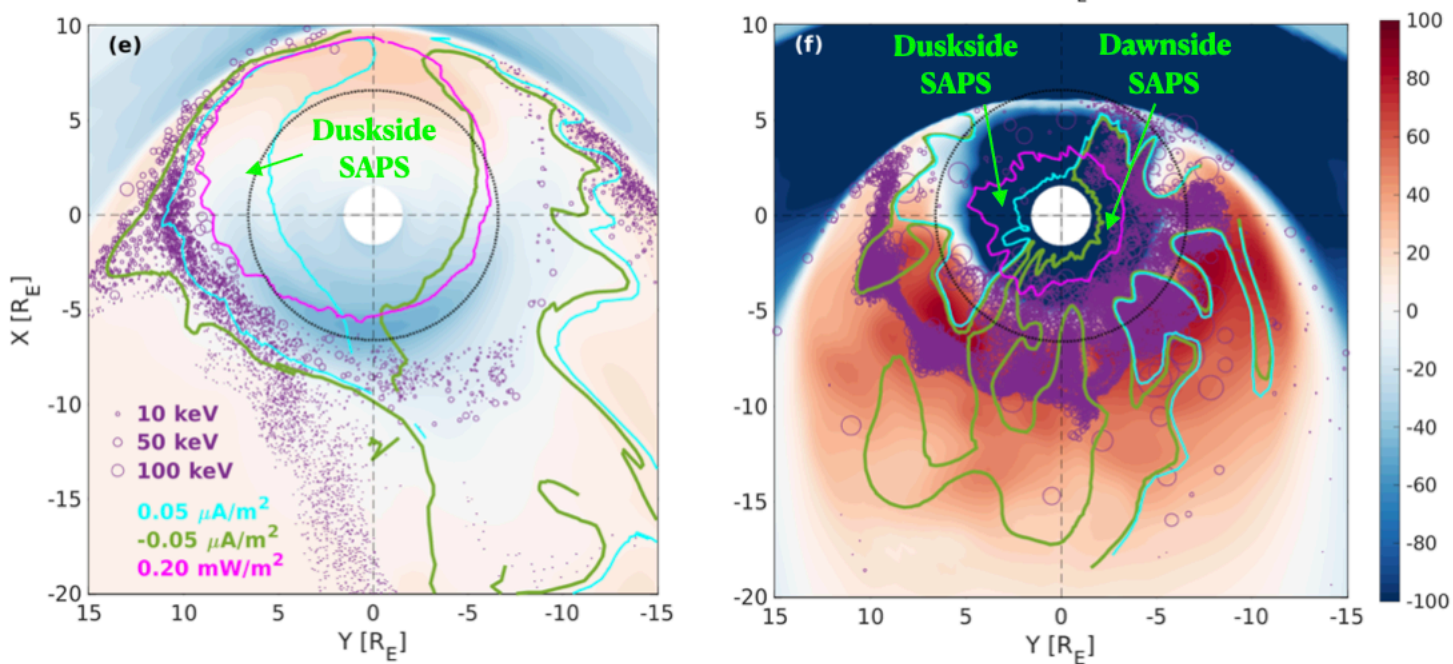 E
(e)
Duskside
SAPS
10 keV
50 keV
100 keV
0.05 μA/m²
-0.05 μA/m²
0.20 mW/m²
10
5
0
-5
-10
-15
-20
X [R_E]
15
10
5
0
-5
-10
-15
Y [R_E]
(f)
Duskside
SAPS
Dawnside
SAPS
10
5
0
-5
-10
-15
-20
15
10
5
0
-5
-10
-15
Y [R_E]
100
80
60
40
20
0
-20
-40
-60
-80
-100